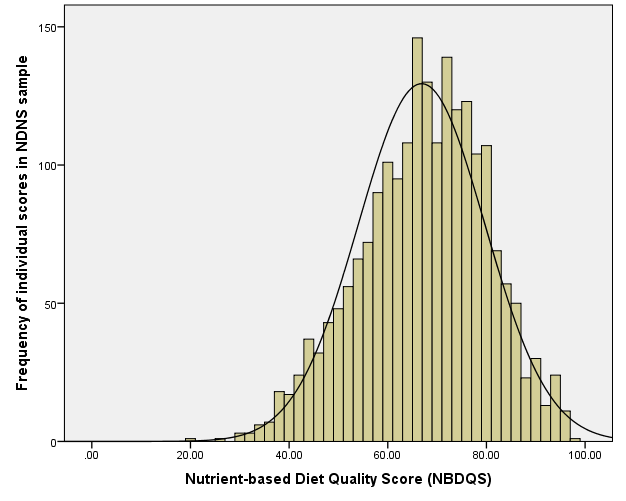 Frequency of individual scores in NDNS sample
150
100
50
0
.00 20.00 40.00 60.00 80.00 100.00
Nutrient-based Diet Quality Score (NBDQS)